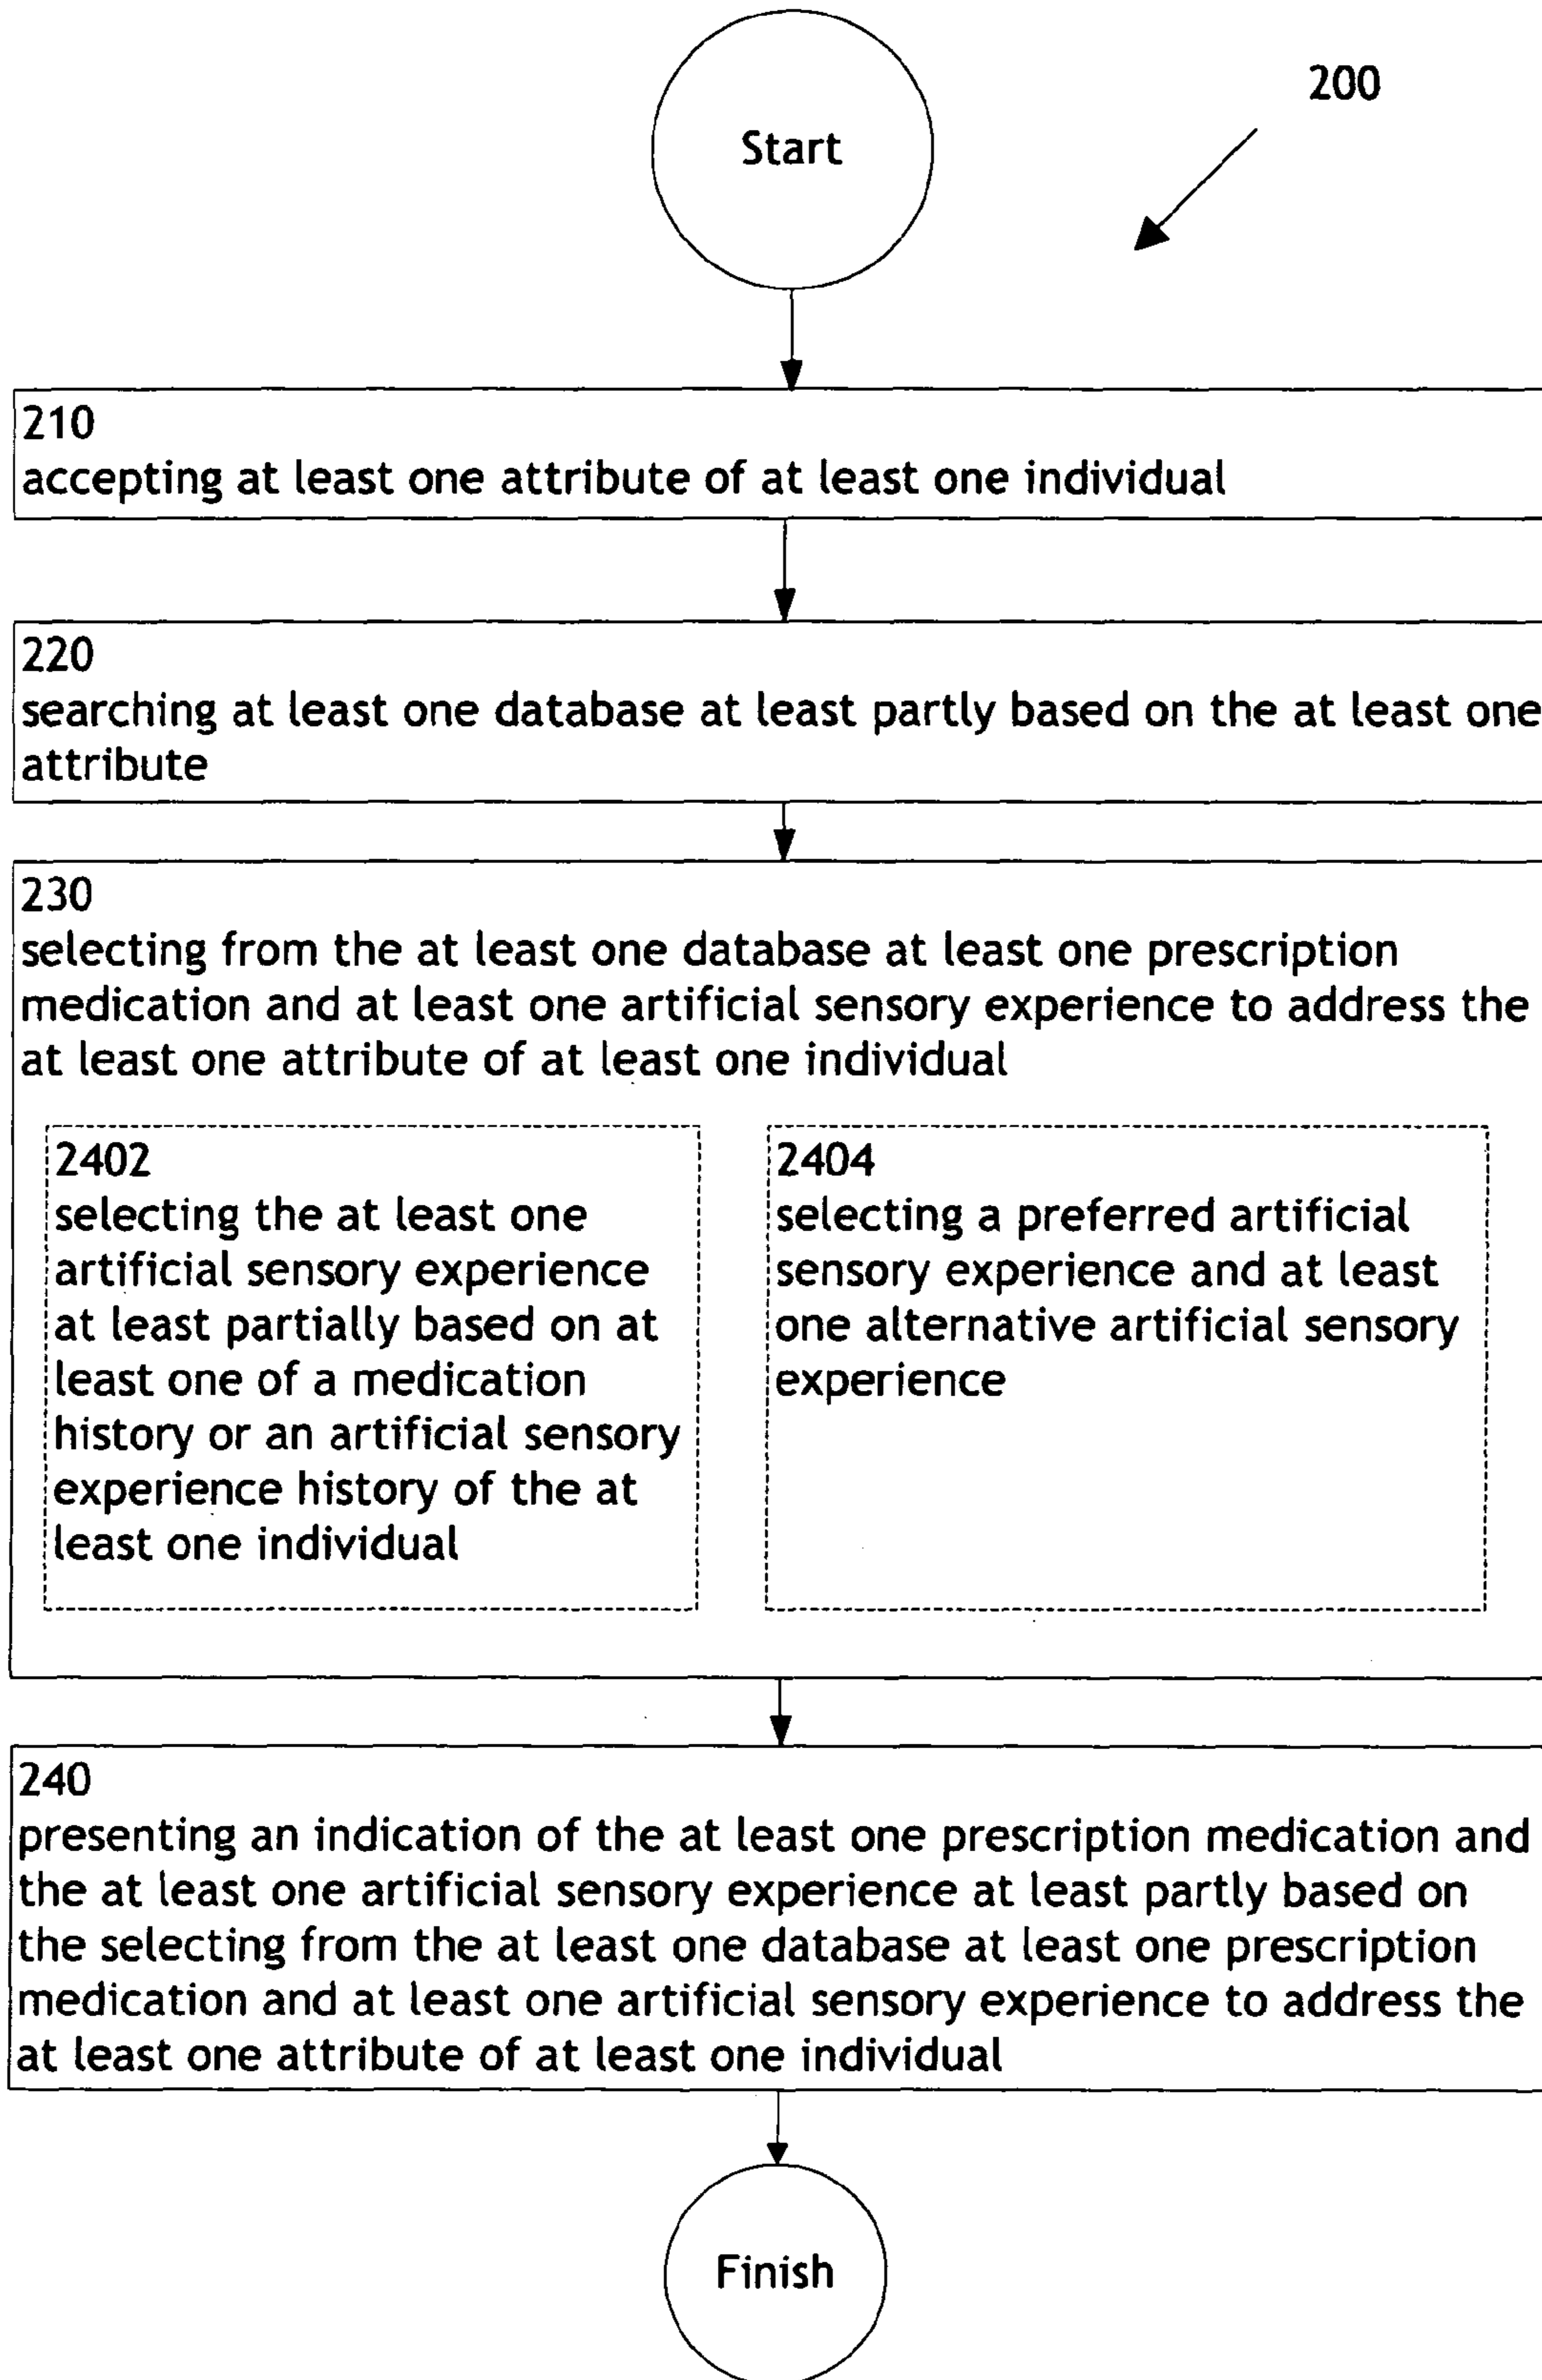 200
Start
210
accepting at least one attribute of at least one individual
220
searching at least one database at least partly based on the at least one
attribute
230
selecting from the at least one database at least one prescription
medication and at least one artificial sensory experience to address the
at least one attribute of at least one individual
2402
selecting the at least one
artificial sensory experience
at least partially based on at
least one of a medication
history or an artificial sensory
experience history of the at
least one individual
2404
selecting a preferred artificial
sensory experience and at least
one alternative artificial sensory
experience
240
presenting an indication of the at least one prescription medication and
the at least one artificial sensory experience at least partly based on
the selecting from the at least one database at least one prescription
medication and at least one artificial sensory experience to address the
at least one attribute of at least one individual
Finish